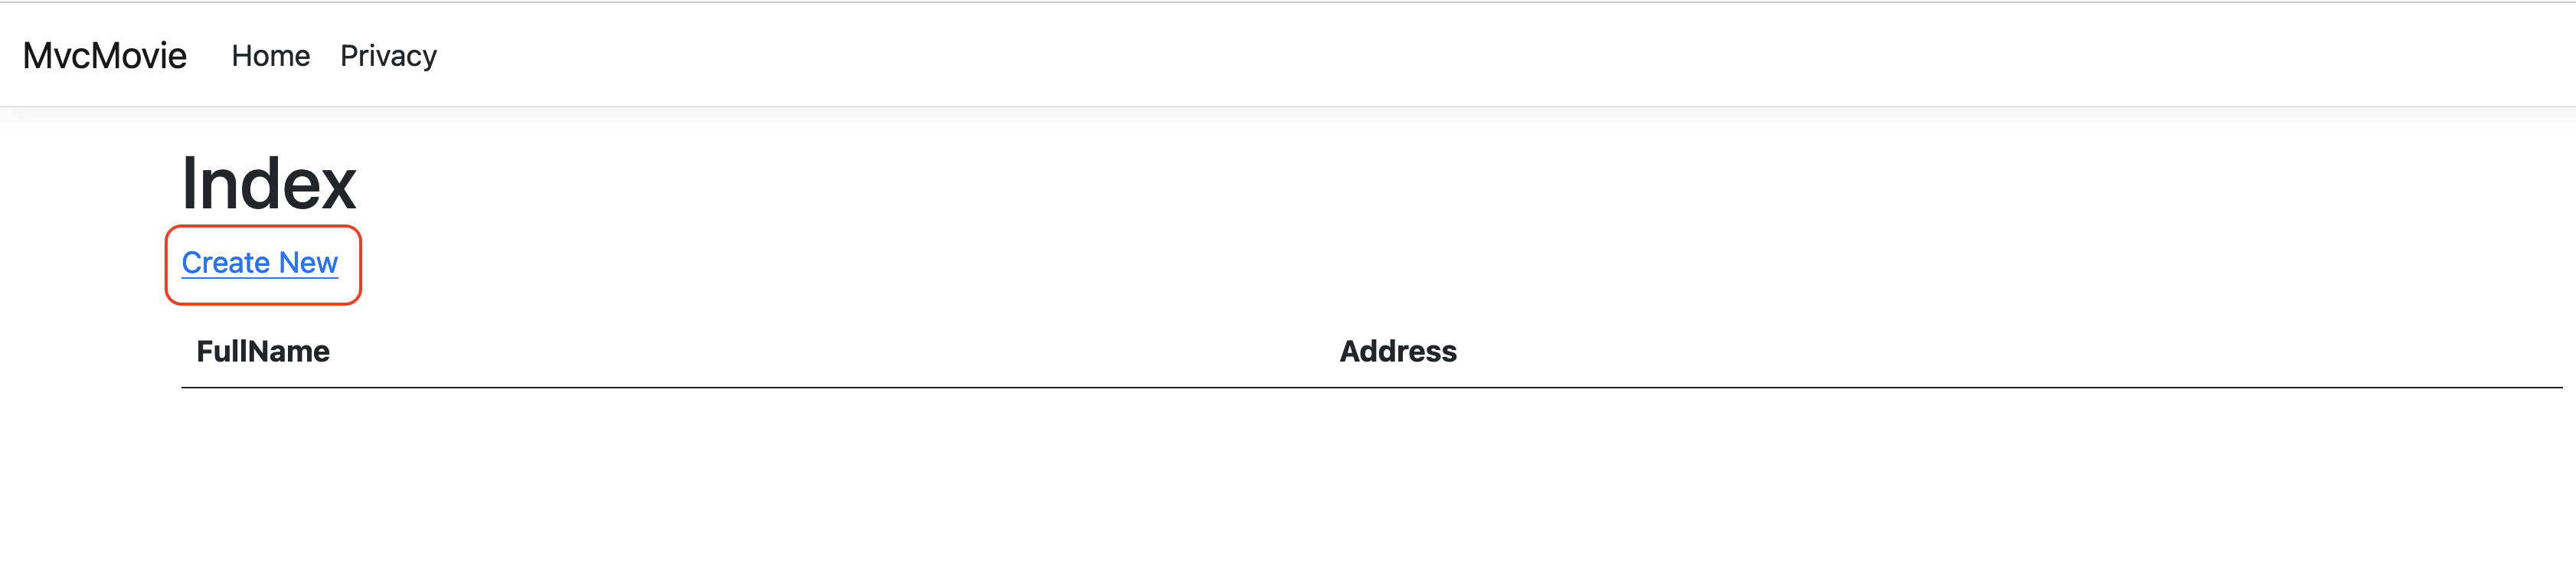 MvcMovie Home Privacy
Index
Create New
FullName Address